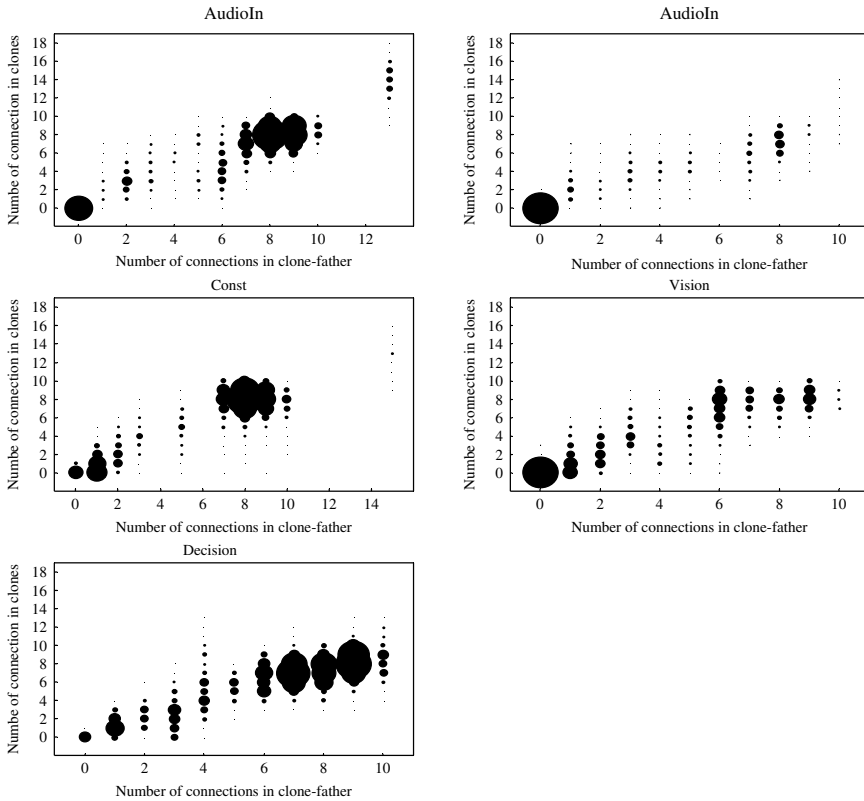 AudioIn
18
16
14
12
10
8
6
4
2
0
Numbe of connection in clones
0 2 4 6 8 10 12
Number of connections in clone-father
AudioIn
18
16
14
12
10
8
6
4
2
0
Numbe of connection in clones
0 2 4 6 8 10
Number of connections in clone-father
Const
18
16
14
12
10
8
6
4
2
0
Numbe of connection in clones
0 2 4 6 8 10 12 14
Number of connections in clone-father
Vision
18
16
14
12
10
8
6
4
2
0
Numbe of connection in clones
0 2 4 6 8 10
Number of connections in clone-father
Decision
18
16
14
12
10
8
6
4
2
0
Numbe of connection in clones
0 2 4 6 8 10
Number of connections in clone-father